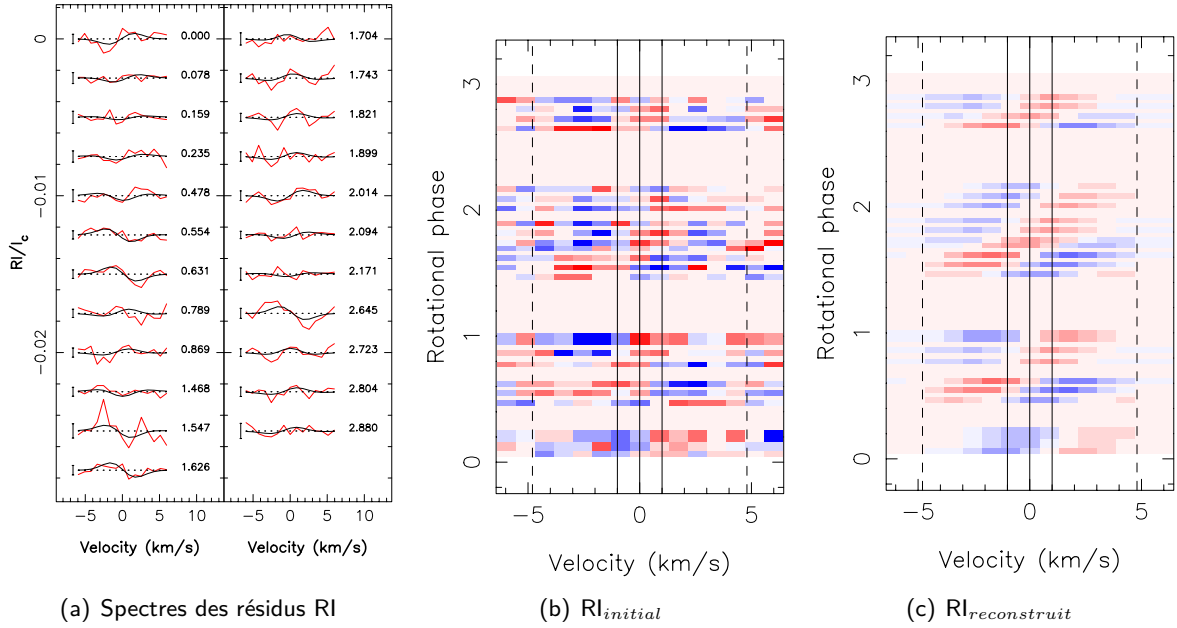 RI/I_c
0
−0.01
−0.02
0.000
0.078
0.159
0.235
0.478
0.554
0.631
0.789
0.869
1.468
1.547
1.626
1.704
1.743
1.821
1.899
2.014
2.094
2.171
2.645
2.723
2.804
2.880
−5 0 5 10
−5 0 5 10
Velocity (km/s)
Velocity (km/s)
(a) Spectres des résidus RI
Rotational phase
3
2
1
0
−5 0 5
Velocity (km/s)
(b) RI_initial
Rotational phase
3
2
1
0
−5 0 5
Velocity (km/s)
(c) RI_reconstruit